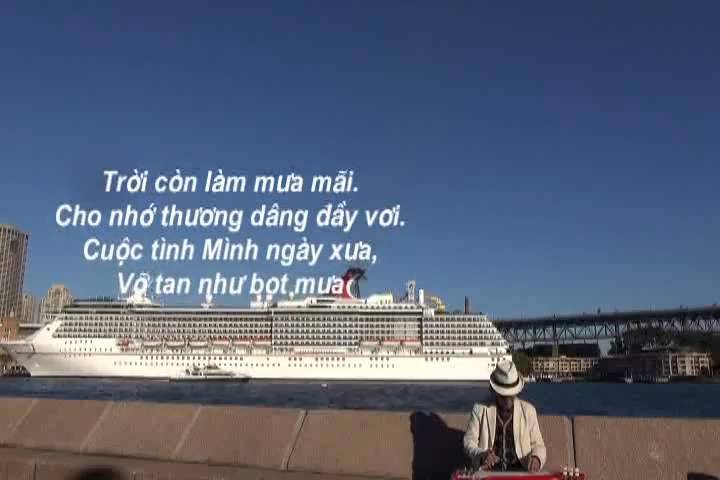 Trời còn làm mưa mãi.
Cho nhớ thương dâng đầy vơi.
Cuộc tình Mình ngày xưa,
Vỡ tan như bọt mưa